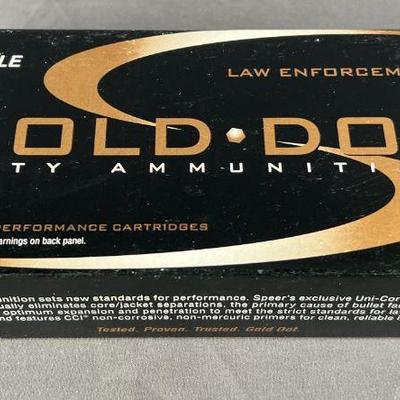 LE
LAW ENFORCEM
OLD DO
TY AMMUNITI
PERFORMANCE CARTRIDGES
arnings on back panel.
unition sets new standards for performance. Speer's exclusive Uni-Cor
ually eliminates core/jacket separations, the primary cause of bullet fa
optimum expansion and penetration to meet the strict standards for la
and features CCI® non-corrosive, non-mercuric primers for clean, reliable i
Tested. Proven. Trusted. Gold Dot.